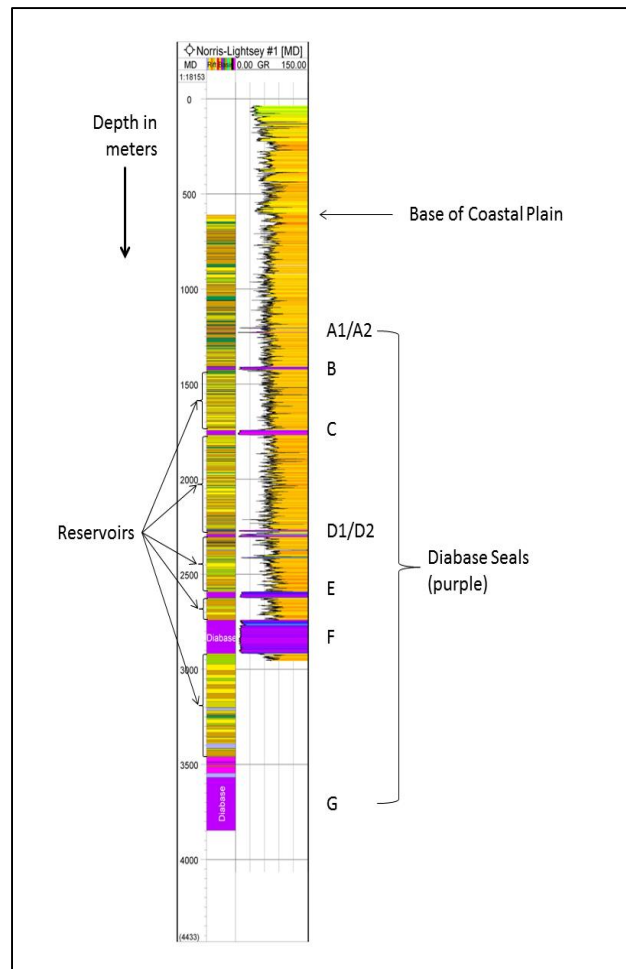 Norris-Lightsey #1 [MD]
MD
0.00 GR 150.00
1:18153
0
Depth in
meters
500
Base of Coastal Plain
1000
A1/A2
B
1500
C
2000
D1/D2
Reservoirs
Diabase Seals
(purple)
2500
E
Diabase
F
3000
3500
Diabase
G
4000
(4433)